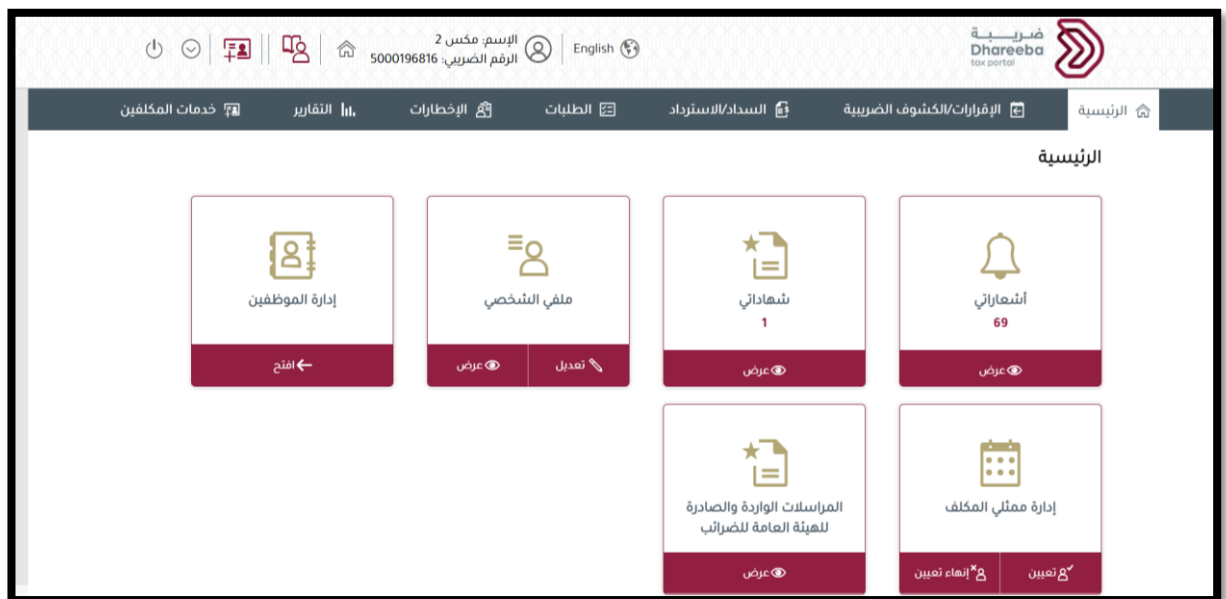 ضريبة
Dhareeba
tax portal
English
الإسم: مكس 2
الرقم الضريبي: 5000196816
الرئيسية
الإقرارات/الكشوف الضريبية
السداد/الاسترداد
الطلبات
الإخطارات
التقارير
خدمات المكلفين
الرئيسية
أشعاراتي
69
عرض
شهاداتي
1
عرض
ملفي الشخصي
تعديل
عرض
إدارة الموظفين
افتح
إدارة ممثلي المكلف
تعيين
إنهاء تعيين
المراسلات الواردة والصادرة
للهيئة العامة للضرائب
عرض